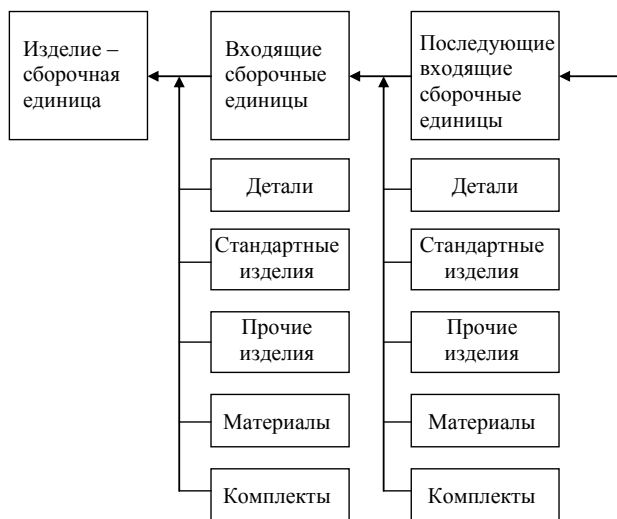 Изделие –
сборочная
единица
Входящие
сборочные
единицы
Последующие
входящие
сборочные
единицы
Детали
Стандартные
изделия
Прочие
изделия
Материалы
Комплекты
Детали
Стандартные
изделия
Прочие
изделия
Материалы
Комплекты